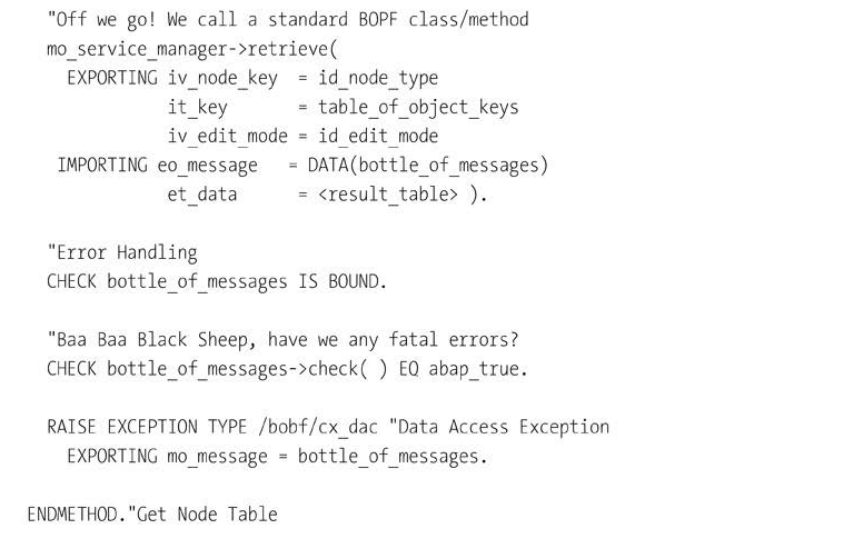 "Off we go! We call a standard BOPF class/method
mo_service_manager->retrieve(
EXPORTING iv_node_key = id_node_type
it_key = table_of_object_keys
iv_edit_mode = id_edit_mode
IMPORTING eo_message = DATA(bottle_of_messages)
et_data = <result_table> ).
"Error Handling
CHECK bottle_of_messages IS BOUND.
"Baa Baa Black Sheep, have we any fatal errors?
CHECK bottle_of_messages->check( ) EQ abap_true.
RAISE EXCEPTION TYPE /bobf/cx_dac "Data Access Exception
EXPORTING mo_message = bottle_of_messages.
ENDMETHOD."Get Node Table